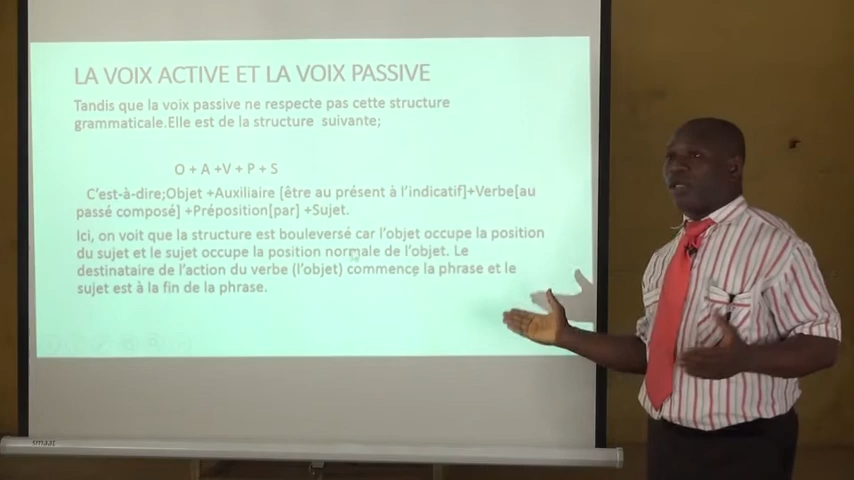 LA VOIX ACTIVE ET LA VOIX PASSIVE
Tandis que la voix passive ne respecte pas cette structure
grammaticale.Elle est de la structure suivante;
O + A +V + P + S
C'est-à-dire;Objet +Auxiliaire [être au présent à l'indicatif]+Verbe[au
passé composé] +Préposition[par] +Sujet.
Ici, on voit que la structure est bouleversé car l'objet occupe la position
du sujet et le sujet occupe la position normale de l'objet. Le
destinataire de l'action du verbe (l'objet) commence la phrase et le
sujet est à la fin de la phrase.
smaat